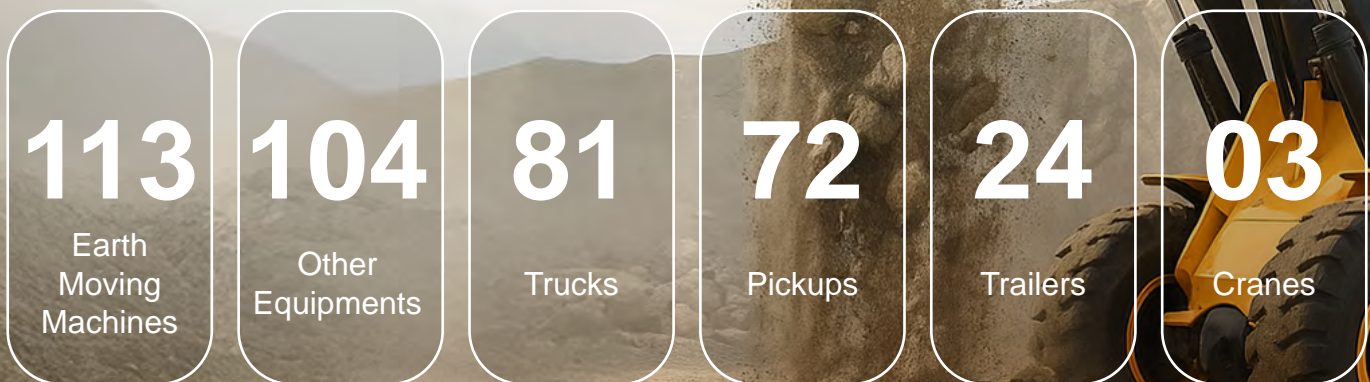 113
Earth
Moving
Machines
104
Other
Equipments
81
Trucks
72
Pickups
24
Trailers
03
Cranes